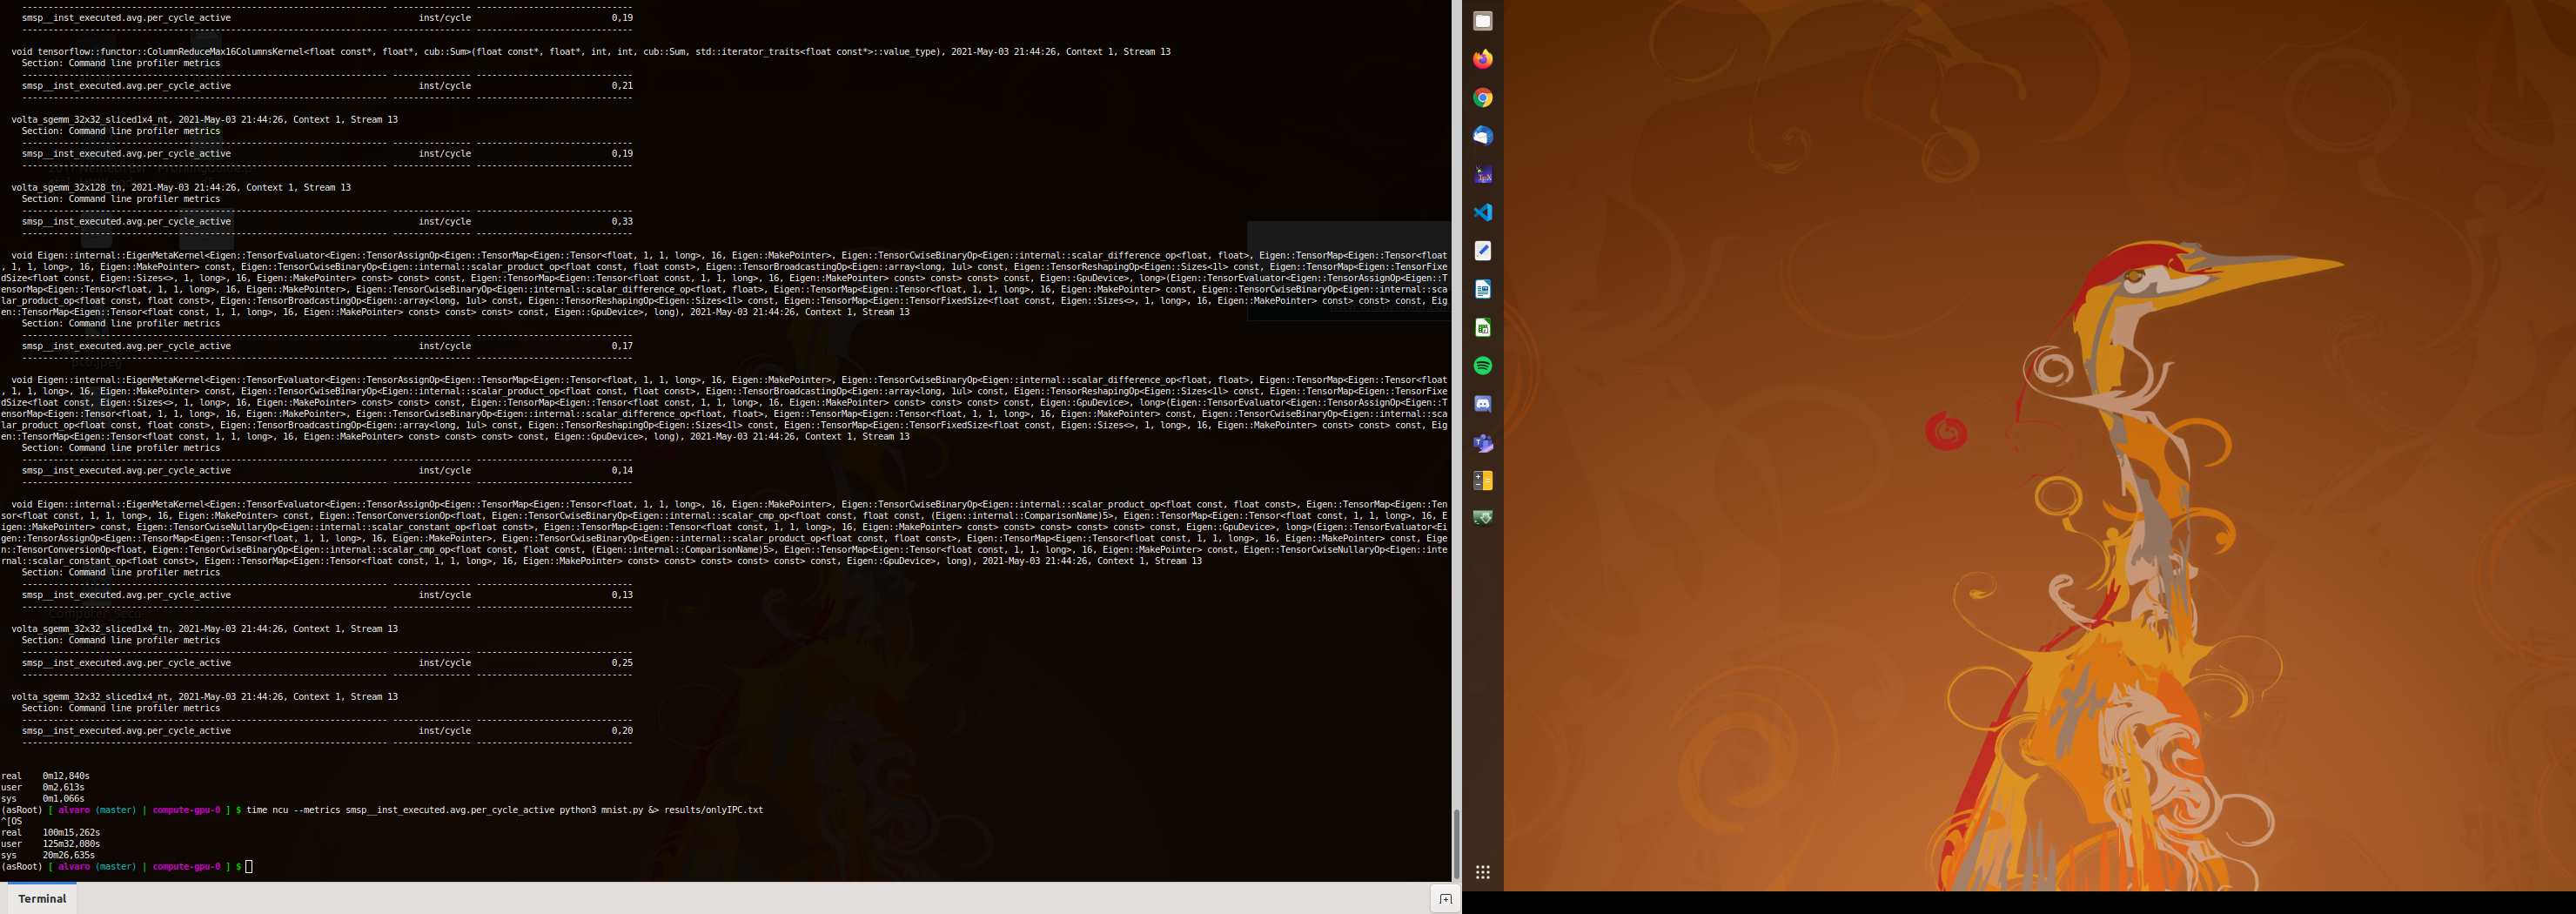 ------------------------------------------------------------------------ -------------- ------------------------------
smsp__inst_executed.avg.per_cycle_active inst/cycle 0,19
------------------------------------------------------------------------ -------------- ------------------------------
void tensorflow::functor::ColumnReduceMax16ColumnsKernel<float const*, float*, cub::Sum>(float const*, float*, int, int, cub::Sum, std::iterator_traits<float const*>::value_type), 2021-May-03 21:44:26, Context 1, Stream 13
Section: Command line profiler metrics
------------------------------------------------------------------------ -------------- ------------------------------
smsp__inst_executed.avg.per_cycle_active inst/cycle 0,21
------------------------------------------------------------------------ -------------- ------------------------------
volta_sgemm_32x32_sliced1x4_nt, 2021-May-03 21:44:26, Context 1, Stream 13
Section: Command line profiler metrics
------------------------------------------------------------------------ -------------- ------------------------------
smsp__inst_executed.avg.per_cycle_active inst/cycle 0,19
------------------------------------------------------------------------ -------------- ------------------------------
volta_sgemm_32x128_tn, 2021-May-03 21:44:26, Context 1, Stream 13
Section: Command line profiler metrics
------------------------------------------------------------------------ -------------- ------------------------------
smsp__inst_executed.avg.per_cycle_active inst/cycle 0,33
------------------------------------------------------------------------ -------------- ------------------------------
void Eigen::internal::EigenMetaKernel<Eigen::TensorEvaluator<Eigen::TensorAssignOp<Eigen::TensorMap<Eigen::Tensor<float, 1, 1, long>, 16, Eigen::MakePointer>, Eigen::TensorCwiseBinaryOp<Eigen::internal::scalar_difference_op<float, float>, Eigen::TensorMap<Eigen::Tensor<float
, 1, 1, long>, 16, Eigen::MakePointer> const, Eigen::TensorCwiseBinaryOp<Eigen::internal::scalar_product_op<float const, float const>, Eigen::TensorBroadcastingOp<Eigen::array<long, 1ul> const, Eigen::TensorReshapingOp<Eigen::Sizes<1l> const, Eigen::TensorMap<Eigen::TensorFixe
dSize<float const, Eigen::Sizes<>, 1, long>, 16, Eigen::MakePointer> const> const> const, Eigen::TensorMap<Eigen::Tensor<float const, 1, 1, long>, 16, Eigen::MakePointer> const> const> const> const, Eigen::GpuDevice>, long>(Eigen::TensorEvaluator<Eigen::TensorAssignOp<Eigen::T
ensorMap<Eigen::Tensor<float, 1, 1, long>, 16, Eigen::MakePointer>, Eigen::TensorCwiseBinaryOp<Eigen::internal::scalar_difference_op<float, float>, Eigen::TensorMap<Eigen::Tensor<float, 1, 1, long>, 16, Eigen::MakePointer> const, Eigen::TensorCwiseBinaryOp<Eigen::internal::sca
lar_product_op<float const, float const>, Eigen::TensorBroadcastingOp<Eigen::array<long, 1ul> const, Eigen::TensorReshapingOp<Eigen::Sizes<1l> const, Eigen::TensorMap<Eigen::TensorFixedSize<float const, Eigen::Sizes<>, 1, long>, 16, Eigen::MakePointer> const> const> const, Eig
en::TensorMap<Eigen::Tensor<float const, 1, 1, long>, 16, Eigen::MakePointer> const> const> const> const, Eigen::GpuDevice>, long), 2021-May-03 21:44:26, Context 1, Stream 13
Section: Command line profiler metrics
------------------------------------------------------------------------ -------------- ------------------------------
smsp__inst_executed.avg.per_cycle_active inst/cycle 0,17
------------------------------------------------------------------------ -------------- ------------------------------
void Eigen::internal::EigenMetaKernel<Eigen::TensorEvaluator<Eigen::TensorAssignOp<Eigen::TensorMap<Eigen::Tensor<float, 1, 1, long>, 16, Eigen::MakePointer>, Eigen::TensorCwiseBinaryOp<Eigen::internal::scalar_difference_op<float, float>, Eigen::TensorMap<Eigen::Tensor<float
, 1, 1, long>, 16, Eigen::MakePointer> const, Eigen::TensorCwiseBinaryOp<Eigen::internal::scalar_product_op<float const, float const>, Eigen::TensorBroadcastingOp<Eigen::array<long, 1ul> const, Eigen::TensorReshapingOp<Eigen::Sizes<1l> const, Eigen::TensorMap<Eigen::TensorFixe
dSize<float const, Eigen::Sizes<>, 1, long>, 16, Eigen::MakePointer> const> const> const, Eigen::TensorMap<Eigen::Tensor<float const, 1, 1, long>, 16, Eigen::MakePointer> const> const> const> const, Eigen::GpuDevice>, long>(Eigen::TensorEvaluator<Eigen::TensorAssignOp<Eigen::T
ensorMap<Eigen::Tensor<float, 1, 1, long>, 16, Eigen::MakePointer>, Eigen::TensorCwiseBinaryOp<Eigen::internal::scalar_difference_op<float, float>, Eigen::TensorMap<Eigen::Tensor<float, 1, 1, long>, 16, Eigen::MakePointer> const, Eigen::TensorCwiseBinaryOp<Eigen::internal::sca
lar_product_op<float const, float const>, Eigen::TensorBroadcastingOp<Eigen::array<long, 1ul> const, Eigen::TensorReshapingOp<Eigen::Sizes<1l> const, Eigen::TensorMap<Eigen::TensorFixedSize<float const, Eigen::Sizes<>, 1, long>, 16, Eigen::MakePointer> const> const> const, Eig
en::TensorMap<Eigen::Tensor<float const, 1, 1, long>, 16, Eigen::MakePointer> const> const> const> const, Eigen::GpuDevice>, long), 2021-May-03 21:44:26, Context 1, Stream 13
Section: Command line profiler metrics
------------------------------------------------------------------------ -------------- ------------------------------
smsp__inst_executed.avg.per_cycle_active inst/cycle 0,14
------------------------------------------------------------------------ -------------- ------------------------------
void Eigen::internal::EigenMetaKernel<Eigen::TensorEvaluator<Eigen::TensorAssignOp<Eigen::TensorMap<Eigen::Tensor<float, 1, 1, long>, 16, Eigen::MakePointer>, Eigen::TensorCwiseBinaryOp<Eigen::internal::scalar_product_op<float const, float const>, Eigen::TensorMap<Eigen::Ten
sor<float const, 1, 1, long>, 16, Eigen::MakePointer> const, Eigen::TensorConversionOp<float, Eigen::TensorCwiseBinaryOp<Eigen::internal::scalar_cmp_op<float const, float const, (Eigen::internal::ComparisonName)5>, Eigen::TensorMap<Eigen::Tensor<float const, 1, 1, long>, 16, E
igen::MakePointer> const, Eigen::TensorCwiseNullaryOp<Eigen::internal::scalar_constant_op<float const>, Eigen::TensorMap<Eigen::Tensor<float const, 1, 1, long>, 16, Eigen::MakePointer> const> const> const> const> const> const, Eigen::GpuDevice>, long>(Eigen::TensorEvaluator<Ei
gen::TensorAssignOp<Eigen::TensorMap<Eigen::Tensor<float, 1, 1, long>, 16, Eigen::MakePointer>, Eigen::TensorCwiseBinaryOp<Eigen::internal::scalar_product_op<float const, float const>, Eigen::TensorMap<Eigen::Tensor<float const, 1, 1, long>, 16, Eigen::MakePointer> const, Eige
n::TensorConversionOp<float, Eigen::TensorCwiseBinaryOp<Eigen::internal::scalar_cmp_op<float const, float const, (Eigen::internal::ComparisonName)5>, Eigen::TensorMap<Eigen::Tensor<float const, 1, 1, long>, 16, Eigen::MakePointer> const, Eigen::TensorCwiseNullaryOp<Eigen::inte
rnal::scalar_constant_op<float const>, Eigen::TensorMap<Eigen::Tensor<float const, 1, 1, long>, 16, Eigen::MakePointer> const> const> const> const> const> const, Eigen::GpuDevice>, long), 2021-May-03 21:44:26, Context 1, Stream 13
Section: Command line profiler metrics
------------------------------------------------------------------------ -------------- ------------------------------
smsp__inst_executed.avg.per_cycle_active inst/cycle 0,13
------------------------------------------------------------------------ -------------- ------------------------------
volta_sgemm_32x32_sliced1x4_tn, 2021-May-03 21:44:26, Context 1, Stream 13
Section: Command line profiler metrics
------------------------------------------------------------------------ -------------- ------------------------------
smsp__inst_executed.avg.per_cycle_active inst/cycle 0,25
------------------------------------------------------------------------ -------------- ------------------------------
volta_sgemm_32x32_sliced1x4_nt, 2021-May-03 21:44:26, Context 1, Stream 13
Section: Command line profiler metrics
------------------------------------------------------------------------ -------------- ------------------------------
smsp__inst_executed.avg.per_cycle_active inst/cycle 0,20
------------------------------------------------------------------------ -------------- ------------------------------
real 0m12,840s
user 0m2,613s
sys 0m1,066s
(asRoot) [ alvaro (master) | compute-gpu-0 ] $ time ncu --metrics smsp__inst_executed.avg.per_cycle_active python3 mnist.py &> results/onlyIPC.txt
^[OS
real 100m15,262s
user 125m32,080s
sys 20m26,635s
(asRoot) [ alvaro (master) | compute-gpu-0 ] $
Terminal